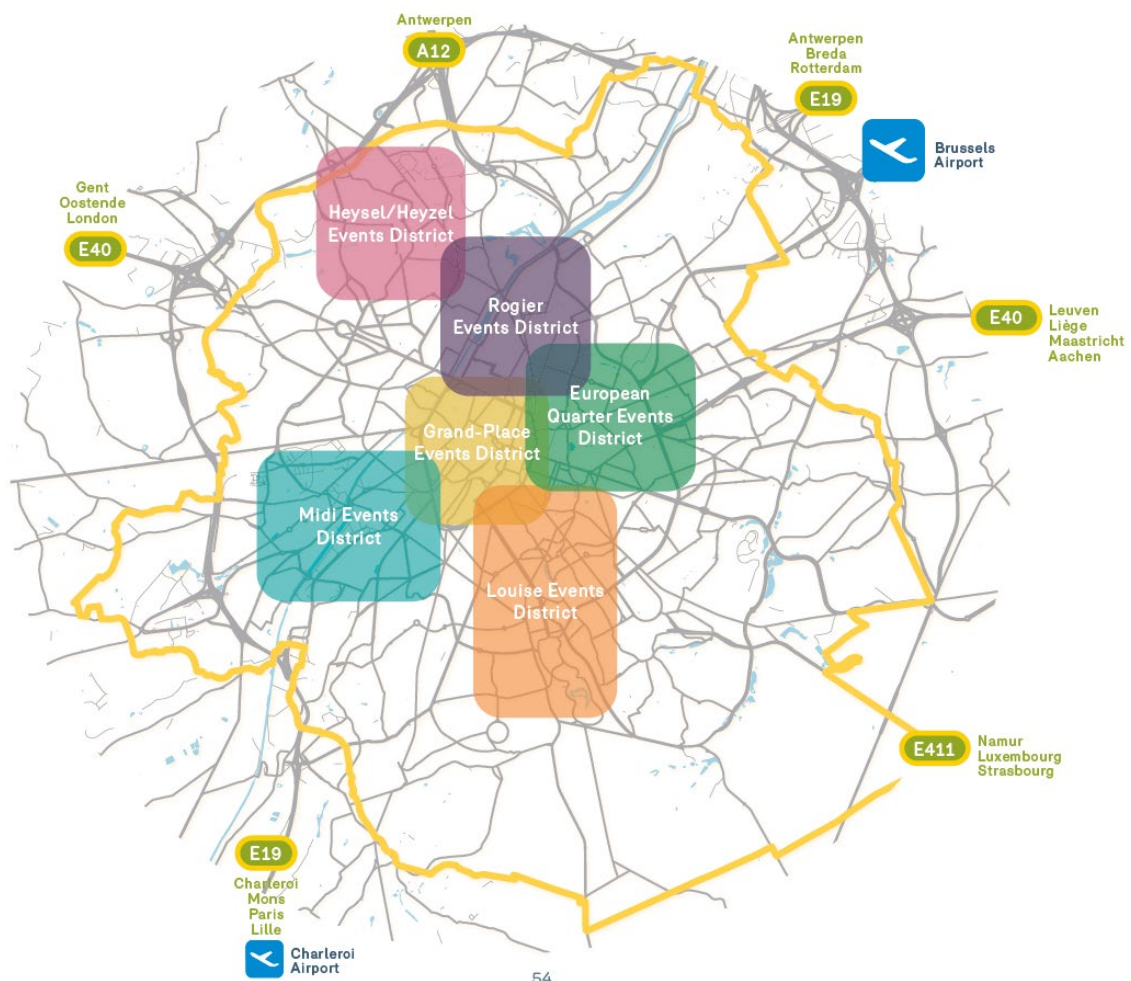 Antwerpen
A12
Antwerpen
Breda
Rotterdam
E19
Brussels
Airport
Gent
Oostende
London
E40
Heysel/Heyzel
Events District
Rogier
Events District
E40
Leuven
Liège
Maastricht
Aachen
European
Quarter Events
District
Grand-Place
Events District
Midi Events
District
Louise Events
District
E411
Namur
Luxembourg
Strasbourg
E19
Charleroi
Mons
Paris
Lille
Charleroi
Airport
54